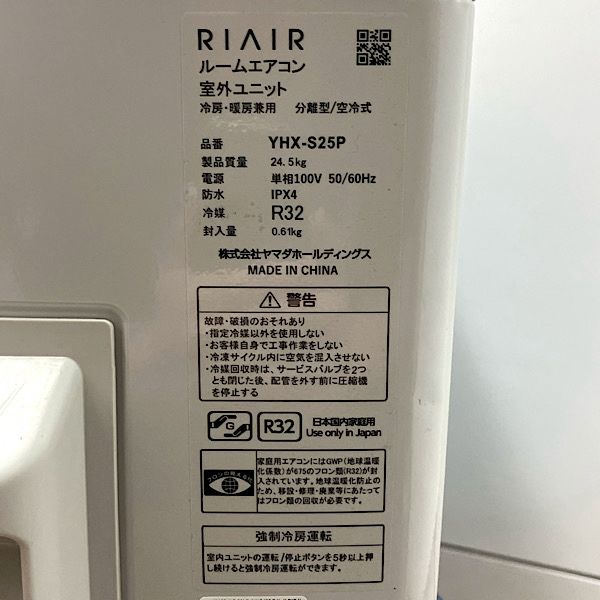 RIAIR
ルームエアコン
室外ユニット
冷房・暖房兼用 分離型/空冷式
品番 YHX-S25P
製品質量 24.5kg
電源 単相100V 50/60Hz
防水 IPX4
冷媒 R32
封入量 0.61kg
株式会社ヤマダホールディングス
MADE IN CHINA
警告
故障・破損のおそれあり
・指定冷媒以外を使用しない
・お客様自身で工事作業をしない
・冷凍サイクル内に空気を混入させない
・冷媒回収時は、サービスバルブを2つ
とも閉じた後、配管を外す前に圧縮機
を停止する
G R32 日本国内家庭用
Use only in Japan
フロンの見える化
家庭用エアコンにはGWP(地球温暖
化係数)が675のフロン類(R32)が封
入されています。地球温暖化防止の
ため、移設・修理・廃棄等にあたって
はフロン類の回収が必要です。
強制冷房運転
室内ユニットの運転/停止ボタンを5秒以上押
し続けると強制冷房運転ができます。